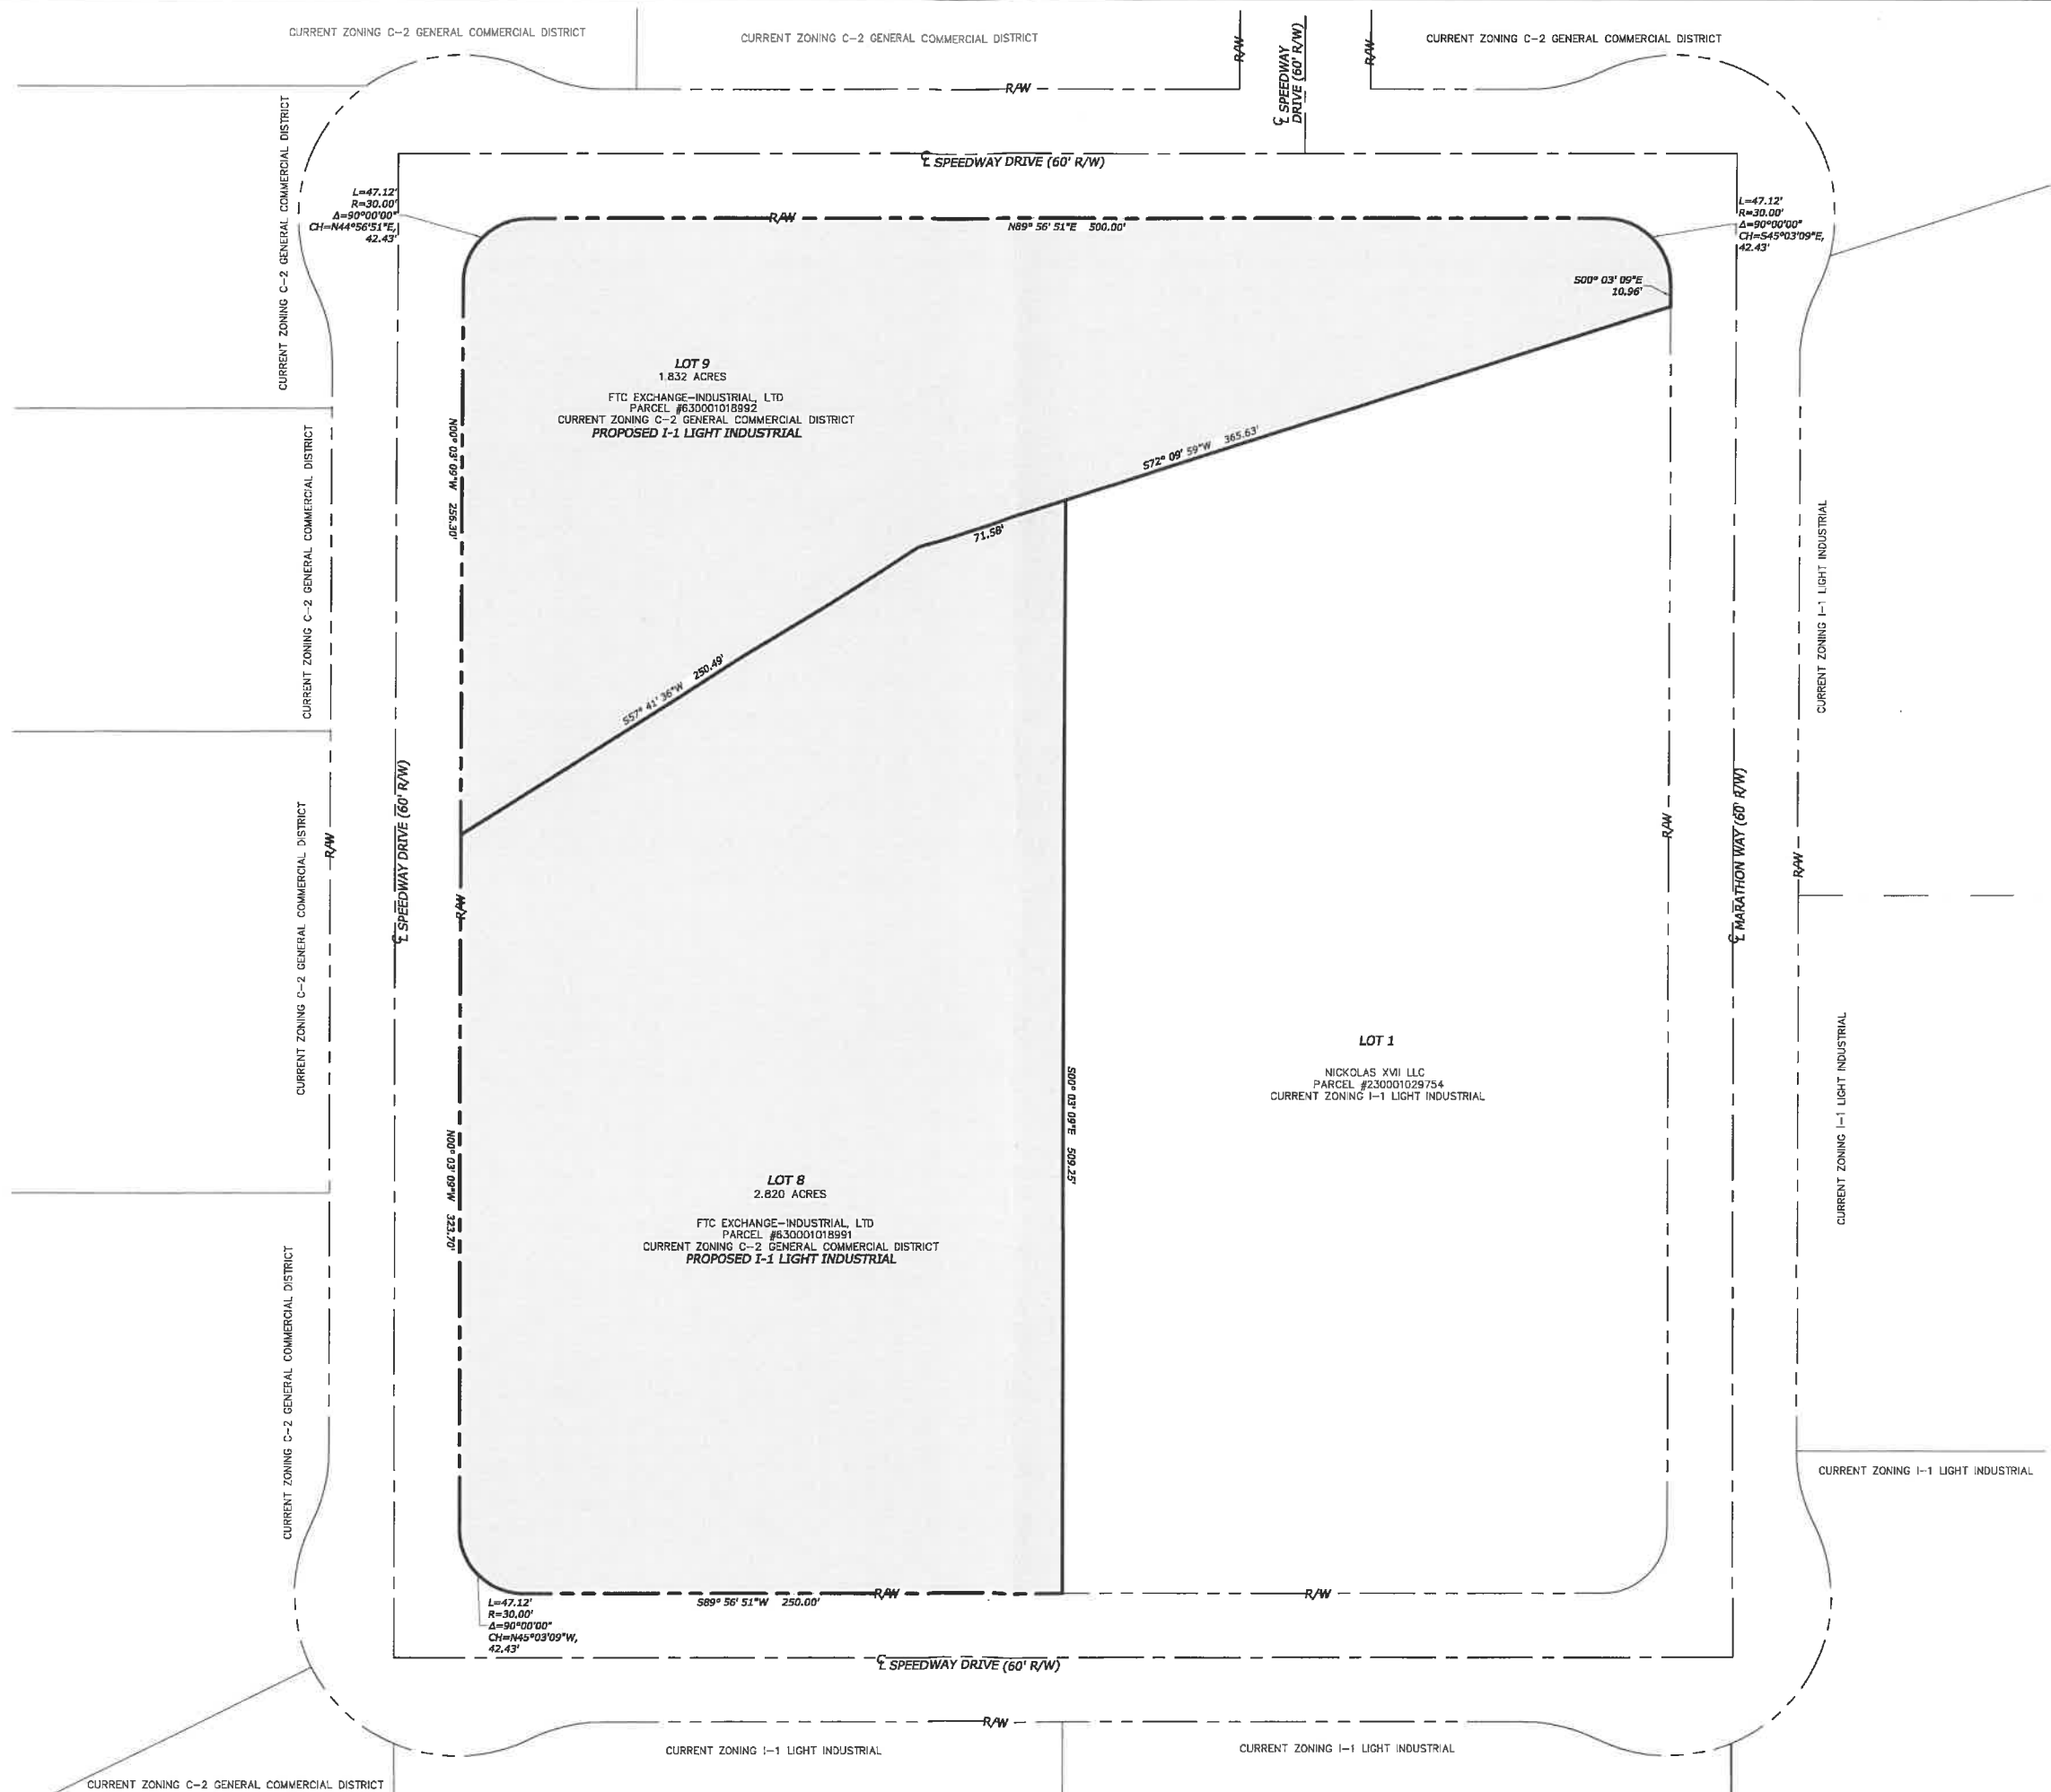 CURRENT ZONING C-2 GENERAL COMMERCIAL DISTRICT
CURRENT ZONING C-2 GENERAL COMMERCIAL DISTRICT
R/W
℄ SPEEDWAY
DRIVE (60' R/W)
R/W
CURRENT ZONING C-2 GENERAL COMMERCIAL DISTRICT
R/W
CURRENT ZONING C-2 GENERAL COMMERCIAL DISTRICT
℄ SPEEDWAY DRIVE (60' R/W)
L=47.12'
R=30.00'
Δ=90°00'00"
CH=N44°56'51"E,
42.43'
R/W
N89° 56' 51"E 500.00'
L=47.12'
R=30.00'
Δ=90°00'00"
CH=S45°03'09"E,
42.43'
S00° 03' 09"E
10.96'
LOT 9
1.832 ACRES
FTC EXCHANGE-INDUSTRIAL, LTD
PARCEL #630001018992
CURRENT ZONING C-2 GENERAL COMMERCIAL DISTRICT
PROPOSED I-1 LIGHT INDUSTRIAL
N00° 03' 09"W 256.30'
S72° 09' 59"W 365.63'
71.58'
S57° 41' 36"W 250.49'
CURRENT ZONING C-2 GENERAL COMMERCIAL DISTRICT
CURRENT ZONING I-1 LIGHT INDUSTRIAL
CURRENT ZONING C-2 GENERAL COMMERCIAL DISTRICT
R/W
℄ SPEEDWAY DRIVE (60' R/W)
R/W
R/W
℄ MARATHON WAY (60' R/W)
R/W
LOT 1
NICKOLAS XVII LLC
PARCEL #230001029754
CURRENT ZONING I-1 LIGHT INDUSTRIAL
CURRENT ZONING I-1 LIGHT INDUSTRIAL
S00° 03' 09"E 509.25'
N00° 03' 09"W 323.70'
LOT 8
2.820 ACRES
FTC EXCHANGE-INDUSTRIAL, LTD
PARCEL #630001018991
CURRENT ZONING C-2 GENERAL COMMERCIAL DISTRICT
PROPOSED I-1 LIGHT INDUSTRIAL
CURRENT ZONING C-2 GENERAL COMMERCIAL DISTRICT
CURRENT ZONING I-1 LIGHT INDUSTRIAL
R/W
S89° 56' 51"W 250.00'
R/W
L=47.12'
R=30.00'
Δ=90°00'00"
CH=N45°03'09"W,
42.43'
℄ SPEEDWAY DRIVE (60' R/W)
R/W
CURRENT ZONING I-1 LIGHT INDUSTRIAL
CURRENT ZONING I-1 LIGHT INDUSTRIAL
CURRENT ZONING C-2 GENERAL COMMERCIAL DISTRICT